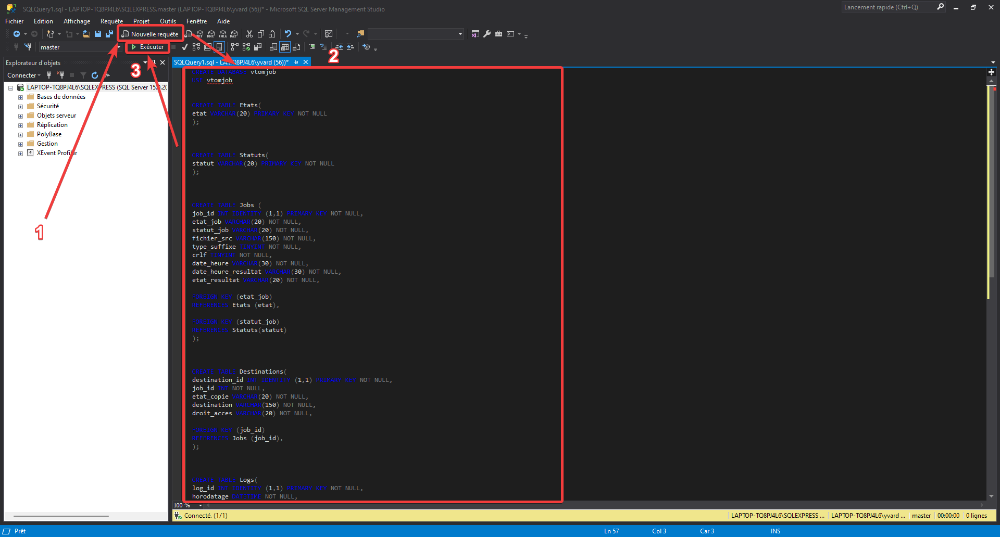 SQLQuery1.sql - LAPTOP-TQ8PJ4L6\SQLEXPRESS.master (LAPTOP-TQ8PJ4L6\yvard (56))* - Microsoft SQL Server Management Studio
Lancement rapide (Ctrl+Q)
Fichier Edition Affichage Requête Projet Outils Fenêtre Aide
Nouvelle requête MDX DMX XMLA DAX
master Exécuter
2
3
Explorateur d'objets
Connecter
LAPTOP-TQ8PJ4L6\SQLEXPRESS (SQL Server 15.0.20
Bases de données
Sécurité
Objets serveur
Réplication
PolyBase
Gestion
XEvent Profiler
1
SQLQuery1.sql - LA...Q8PJ4L6\yvard (56))*
CREATE DATABASE vtomjob
USE vtomjob
CREATE TABLE Etats(
etat VARCHAR(20) PRIMARY KEY NOT NULL
);
CREATE TABLE Statuts(
statut VARCHAR(20) PRIMARY KEY NOT NULL
);
CREATE TABLE Jobs (
job_id INT IDENTITY (1,1) PRIMARY KEY NOT NULL,
etat_job VARCHAR(20) NOT NULL,
statut_job VARCHAR(20) NOT NULL,
fichier_src VARCHAR(150) NOT NULL,
type_suffixe TINYINT NOT NULL,
crlf TINYINT NOT NULL,
date_heure VARCHAR(30) NOT NULL,
date_heure_resultat VARCHAR(30) NOT NULL,
etat_resultat VARCHAR(20) NOT NULL,
FOREIGN KEY (etat_job)
REFERENCES Etats (etat),
FOREIGN KEY (statut_job)
REFERENCES Statuts(statut)
);
CREATE TABLE Destinations(
destination_id INT IDENTITY (1,1) PRIMARY KEY NOT NULL,
job_id INT NOT NULL,
etat_copie VARCHAR(20) NOT NULL,
destination VARCHAR(150) NOT NULL,
droit_acces VARCHAR(20) NOT NULL,
FOREIGN KEY (job_id)
REFERENCES Jobs (job_id),
);
CREATE TABLE Logs(
log_id INT IDENTITY (1,1) PRIMARY KEY NOT NULL,
horodatage DATETIME NOT NULL,
100 %
Connecté. (1/1) LAPTOP-TQ8PJ4L6\SQLEXPRESS ... LAPTOP-TQ8PJ4L6\yvard ... master 00:00:00 0 lignes
Prêt Ln 57 Col 3 Car 3 INS